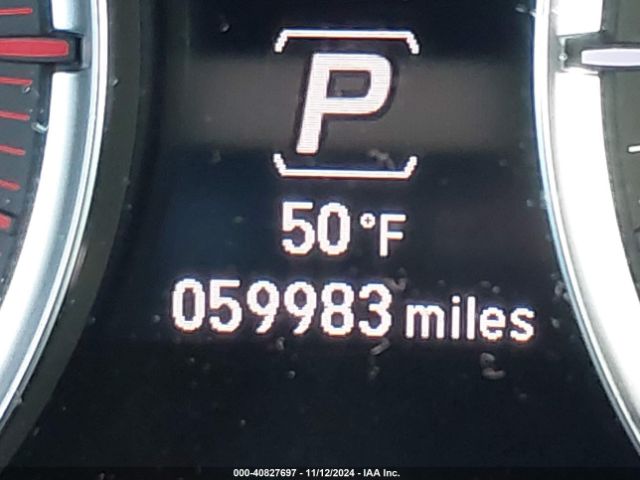 P
50°F
059983 miles
000-40827697 - 11/12/2024 - IAA Inc.